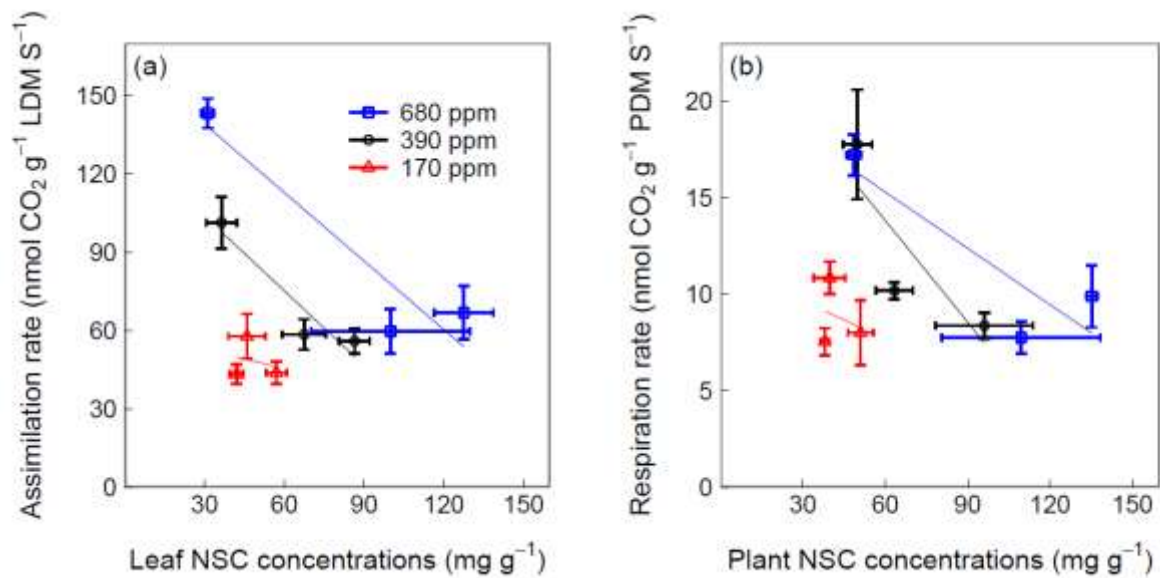 (a)
Assimilation rate (nmol CO₂ g⁻¹ LDM S⁻¹)
150
120
90
60
30
0
680 ppm
390 ppm
170 ppm
30 60 90 120 150
Leaf NSC concentrations (mg g⁻¹)
(b)
Respiration rate (nmol CO₂ g⁻¹ PDM S⁻¹)
20
15
10
5
0
30 60 90 120 150
Plant NSC concentrations (mg g⁻¹)